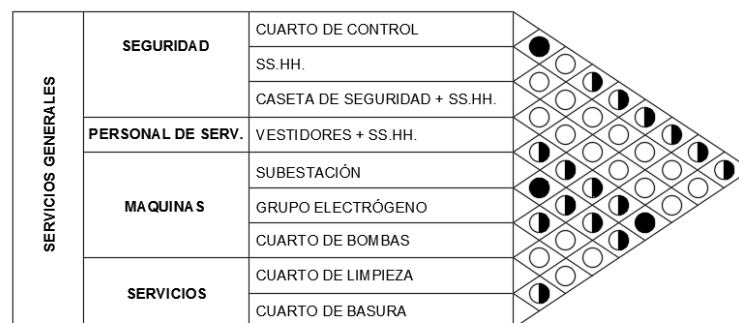 SERVICIOS GENERALES
SEGURIDAD
CUARTO DE CONTROL
SS.HH.
CASETA DE SEGURIDAD + SS.HH.
PERSONAL DE SERV.
VESTIDORES + SS.HH.
MAQUINAS
SUBESTACIÓN
GRUPO ELECTRÓGENO
CUARTO DE BOMBAS
SERVICIOS
CUARTO DE LIMPIEZA
CUARTO DE BASURA